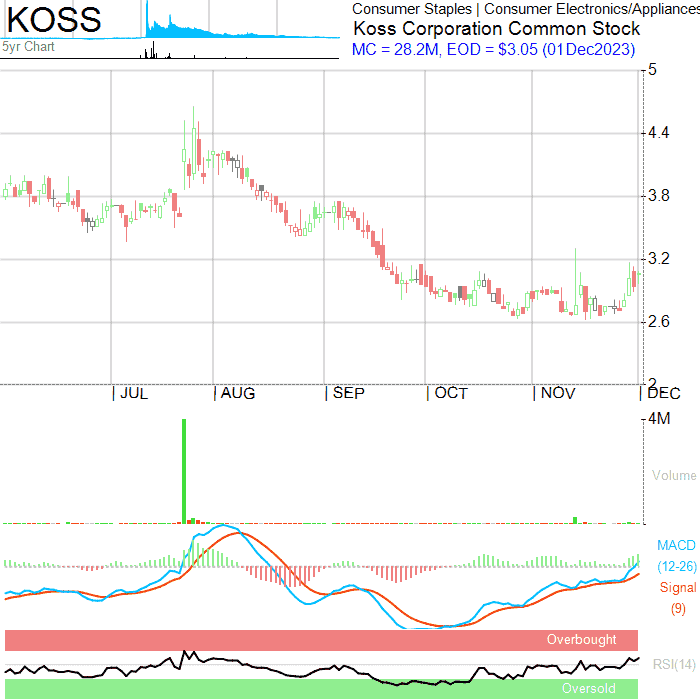 KOSS
5yr Chart
Consumer Staples | Consumer Electronics/Appliances
Koss Corporation Common Stock
MC = 28.2M, EOD = $3.05 (01Dec2023)
5
4.4
3.8
3.2
2.6
2
| JUL | AUG | SEP | OCT | NOV | DEC
4M
Volume
MACD
(12-26)
Signal
(9)
Overbought
RSI(14)
Oversold